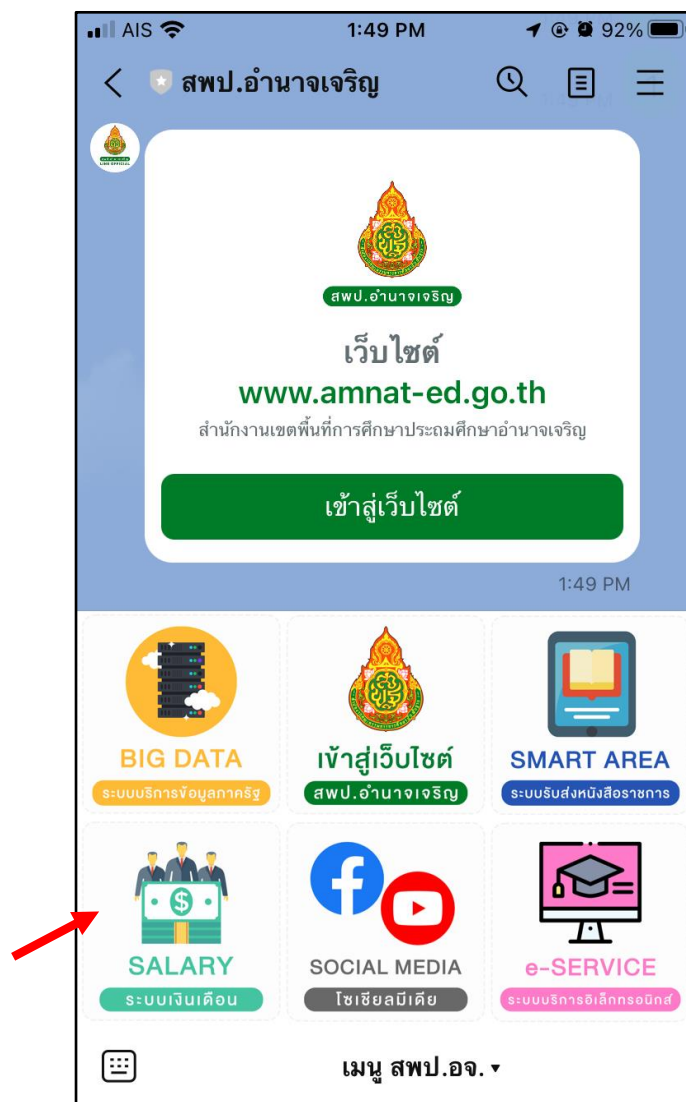 AIS 1:49 PM 92%
สพป.อำนาจเจริญ
สพป.อำนาจเจริญ
เว็บไซต์
www.amnat-ed.go.th
สำนักงานเขตพื้นที่การศึกษาประถมศึกษาอำนาจเจริญ
เข้าสู่เว็บไซต์
1:49 PM
BIG DATA
ระบบบริการข้อมูลภาครัฐ
เข้าสู่เว็บไซต์
สพป.อำนาจเจริญ
SMART AREA
ระบบรับส่งหนังสือราชการ
SALARY
ระบบเงินเดือน
SOCIAL MEDIA
โซเชียลมีเดีย
e-SERVICE
ระบบบริการอิเล็กทรอนิกส์
เมนู สพป.อจ.